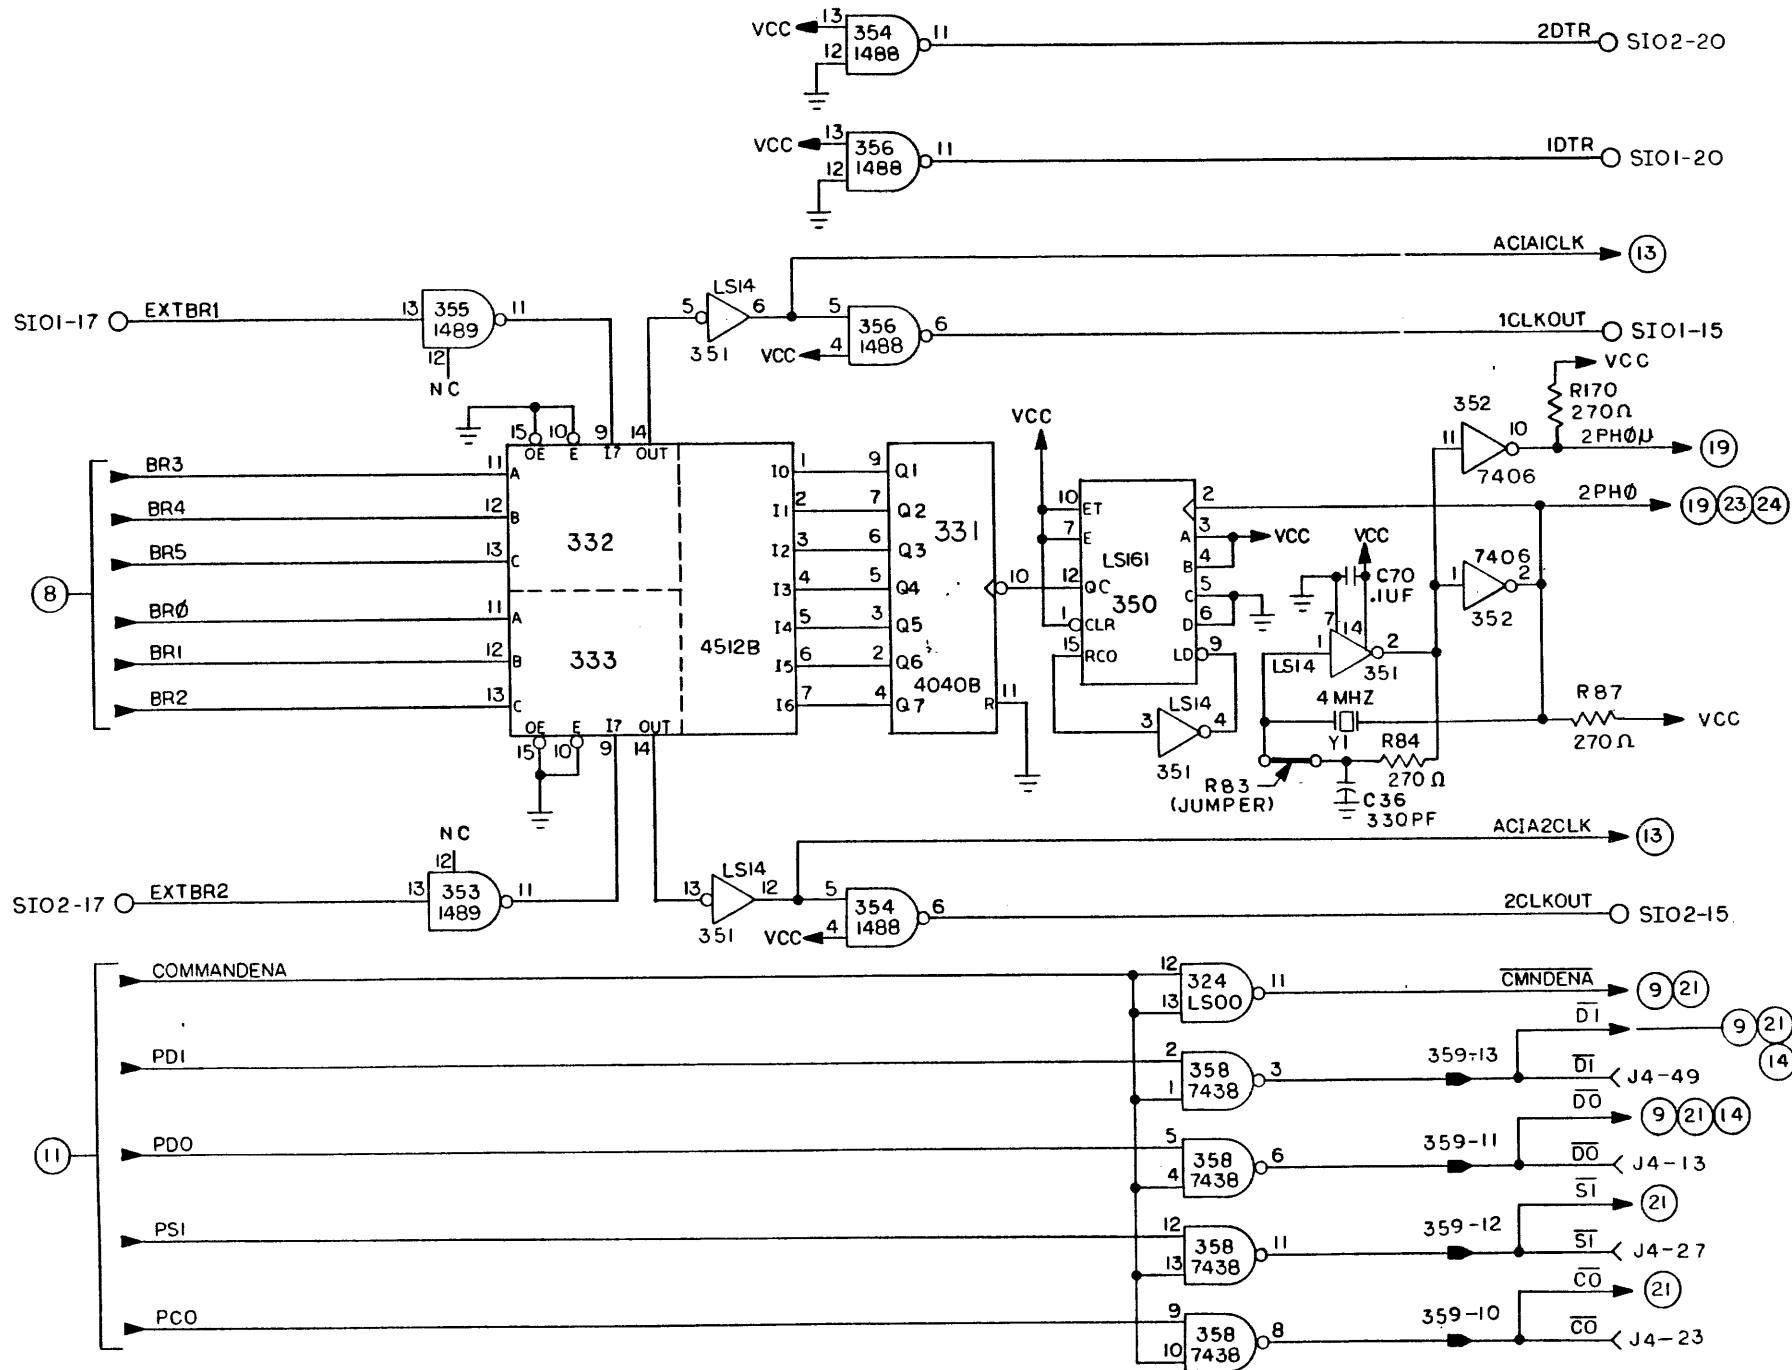 VCC 13 354 1488 12 11 2DTR SIO2-20
VCC 13 356 1488 12 11 1DTR SIO1-20
ACIA1CLK 13
SIO1-17 EXTBR1 13 355 1489 11 12 NC
5 LS14 6 351
5 356 1488 4 VCC 6 1CLKOUT SIO1-15
VCC
R170
270Ω
352
11 10 2PHØμ 19
7406
2PHØ 19 23 24
15 10 9 14
OE E I7 OUT
8
BR3 11 A
BR4 12 B
BR5 13 C
BRØ 11 A
BR1 12 B
BR2 13 C
332
333
4512B
OE E I7 OUT
15 10 9 14
I0 1 9 Q1
I1 2 7 Q2
I2 3 6 Q3
I3 4 5 Q4
I4 5 3 Q5
I5 6 2 Q6
I6 7 4 Q7
331
4040B
R 11
10
VCC
10 ET 2
7 E A 3 VCC
LS161 B 4
12 QC C 5
350
1 CLR D 6
15 RCO LD 9
LS14
3 4
351
VCC
C70
.1UF
7 14
1 2
LS14 351
7406
1 2
352
4MHZ
Y1
R87
270Ω
VCC
R84
270Ω
R83
(JUMPER)
C36
330PF
ACIA2CLK 13
NC
12
SIO2-17 EXTBR2 13 353 1489 11
13 LS14 12 351
5 354 1488 4 VCC 6 2CLKOUT SIO2-15
11
COMMANDENA 12 324 LS00 13 11 CMNDENA 9 21
D1 9 21 14
PD1 2 358 7438 1 3 359-13 D1 J4-49
D0 9 21 14
PD0 5 358 7438 4 6 359-11 D0 J4-13
S1 21
PS1 12 358 7438 13 11 359-12 S1 J4-27
C0 21
PC0 9 358 7438 10 8 359-10 C0 J4-23